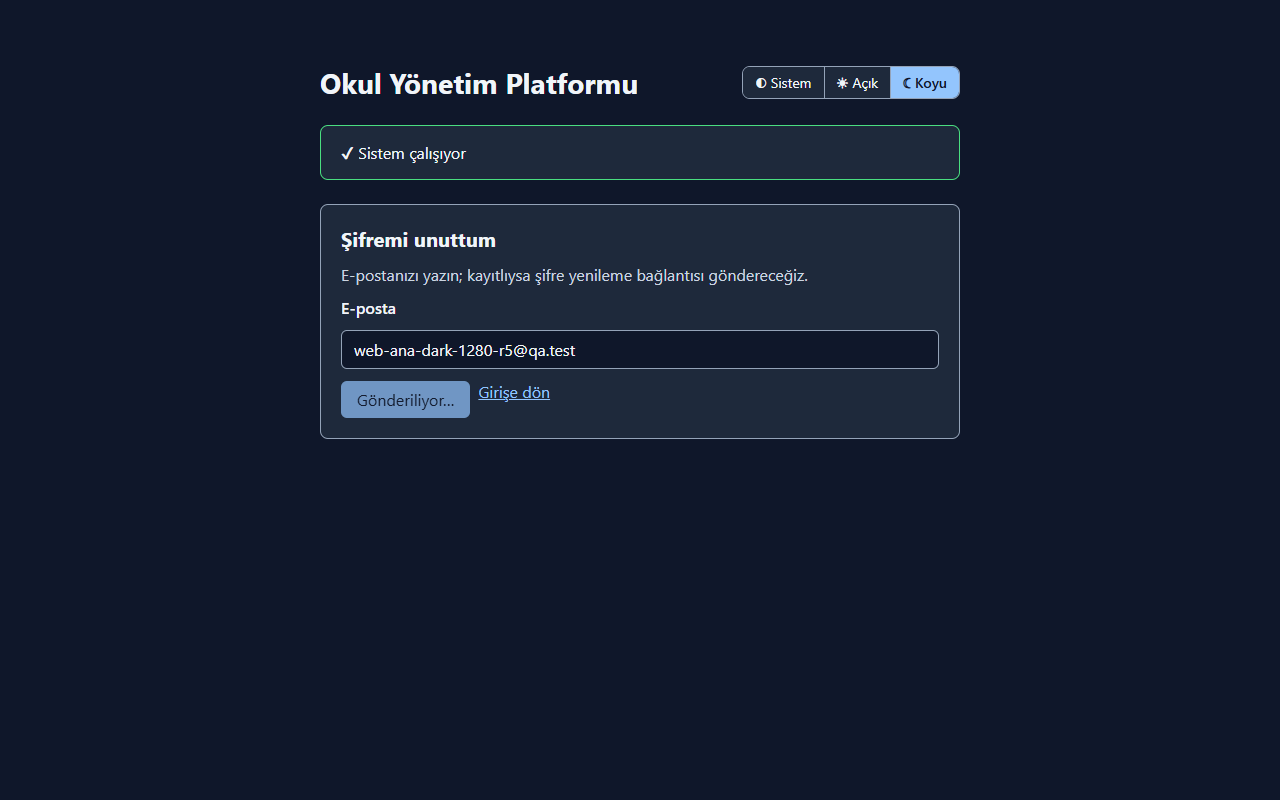 Okul Yönetim Platformu
◐ Sistem ☀ Açık ☾ Koyu
✔ Sistem çalışıyor
Şifremi unuttum
E-postanızı yazın; kayıtlıysa şifre yenileme bağlantısı göndereceğiz.
E-posta
web-ana-dark-1280-r5@qa.test
Gönderiliyor… Girişe dön